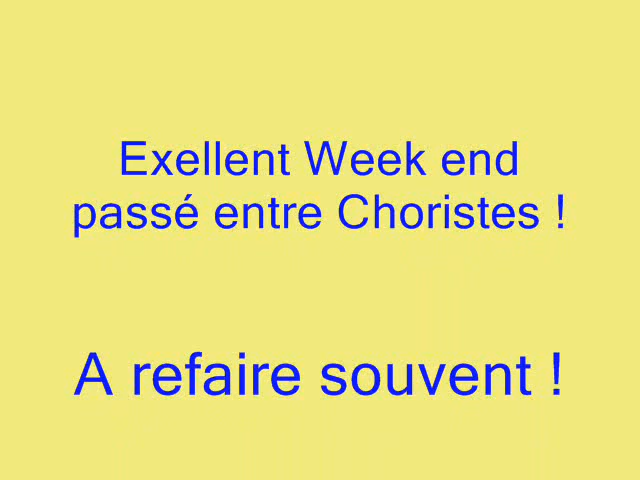 Exellent Week end
passé entre Choristes !
A refaire souvent !